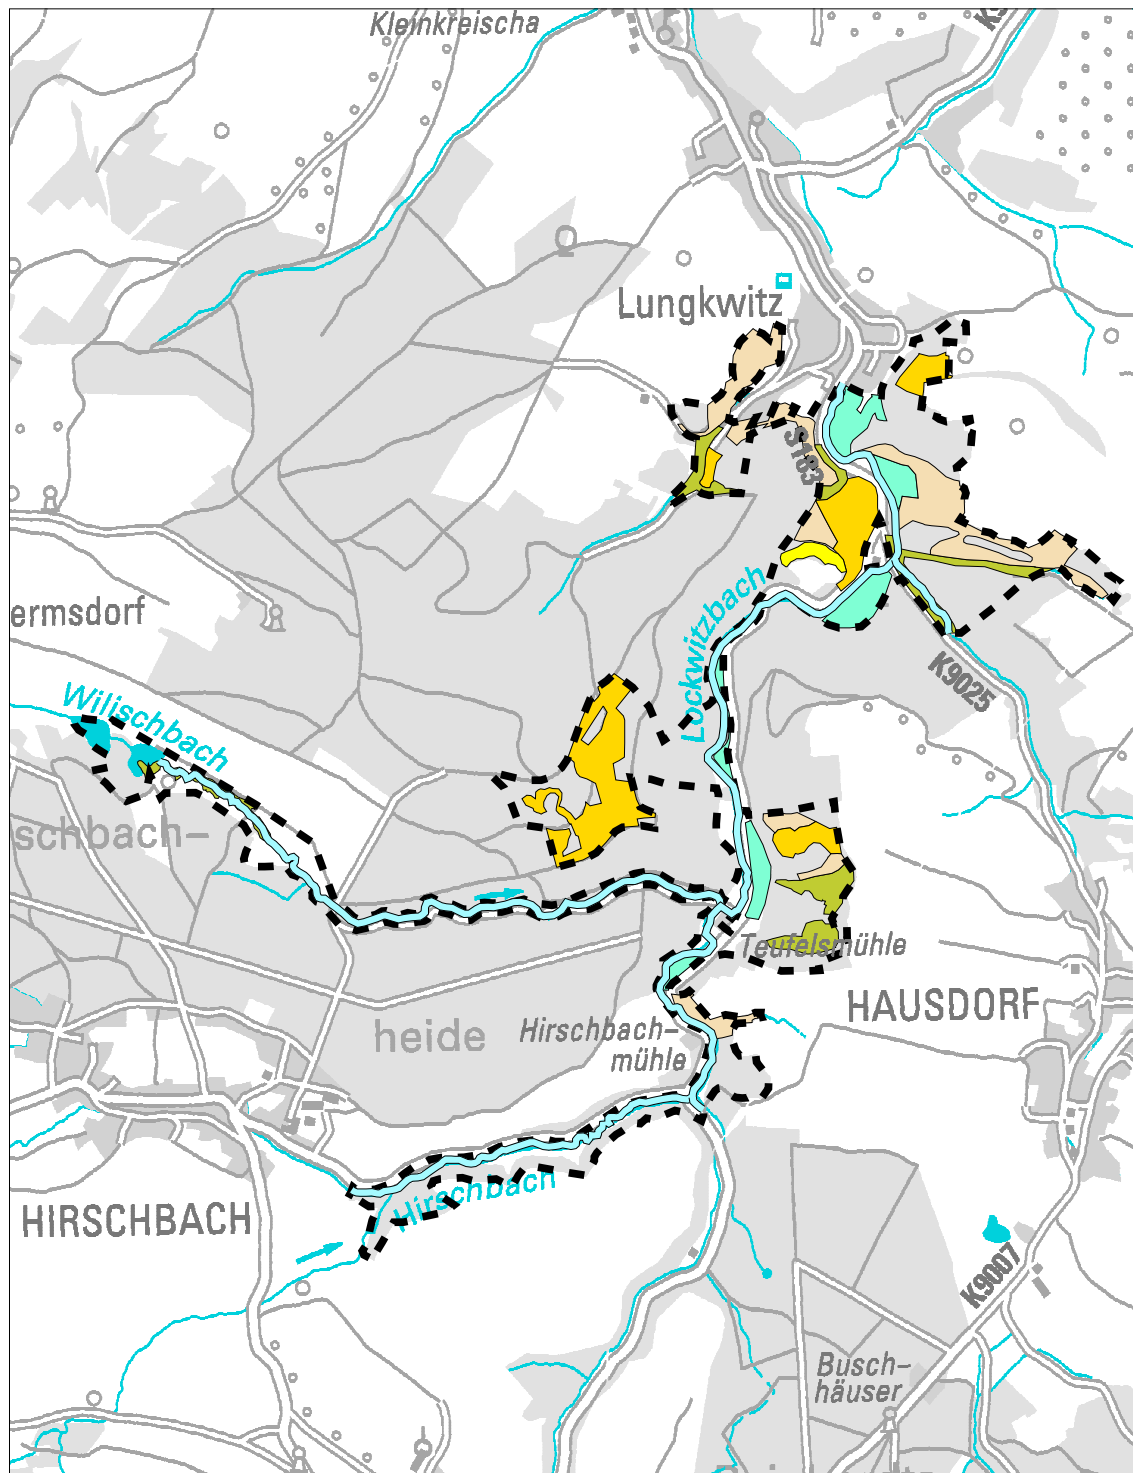 Kleinkreischa
Lungkwitz
S183
ermsdorf
Lockwitzbach
K9025
Wilischbach
schbach–
Teufelsmühle
HAUSDORF
heide
Hirschbach–
mühle
Hirschbach
HIRSCHBACH
K9007
Busch–
häuser